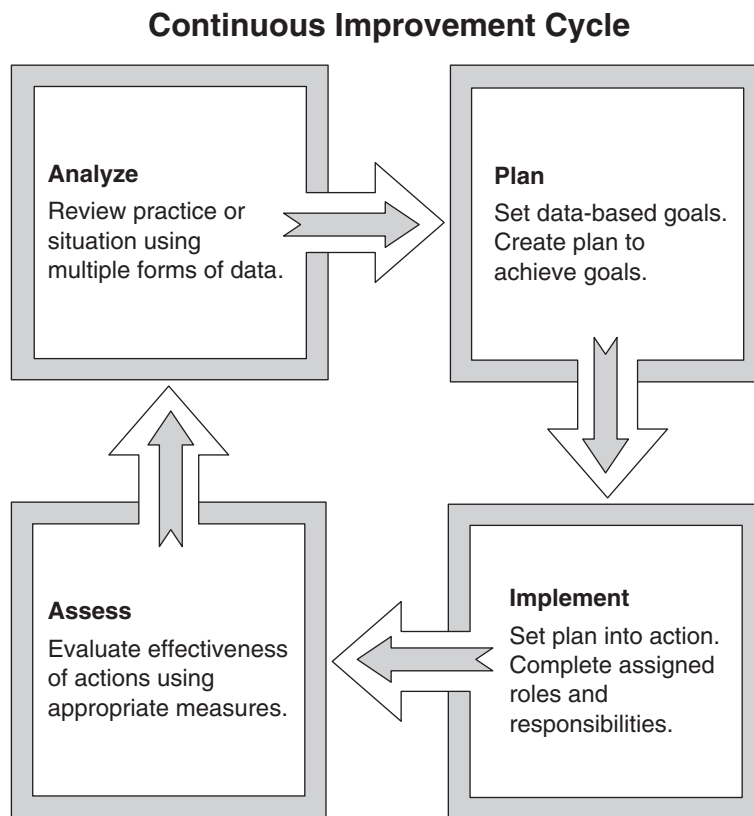 Continuous Improvement Cycle
Analyze
Review practice or
situation using
multiple forms of data.
Plan
Set data-based goals.
Create plan to
achieve goals.
Implement
Set plan into action.
Complete assigned
roles and
responsibilities.
Assess
Evaluate effectiveness
of actions using
appropriate measures.